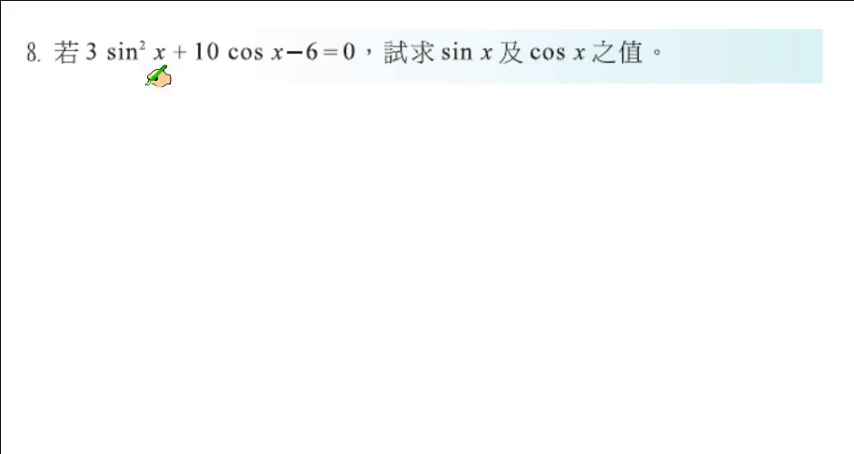 8. 若 3 sin² x + 10 cos x − 6 = 0，試求 sin x 及 cos x 之值。